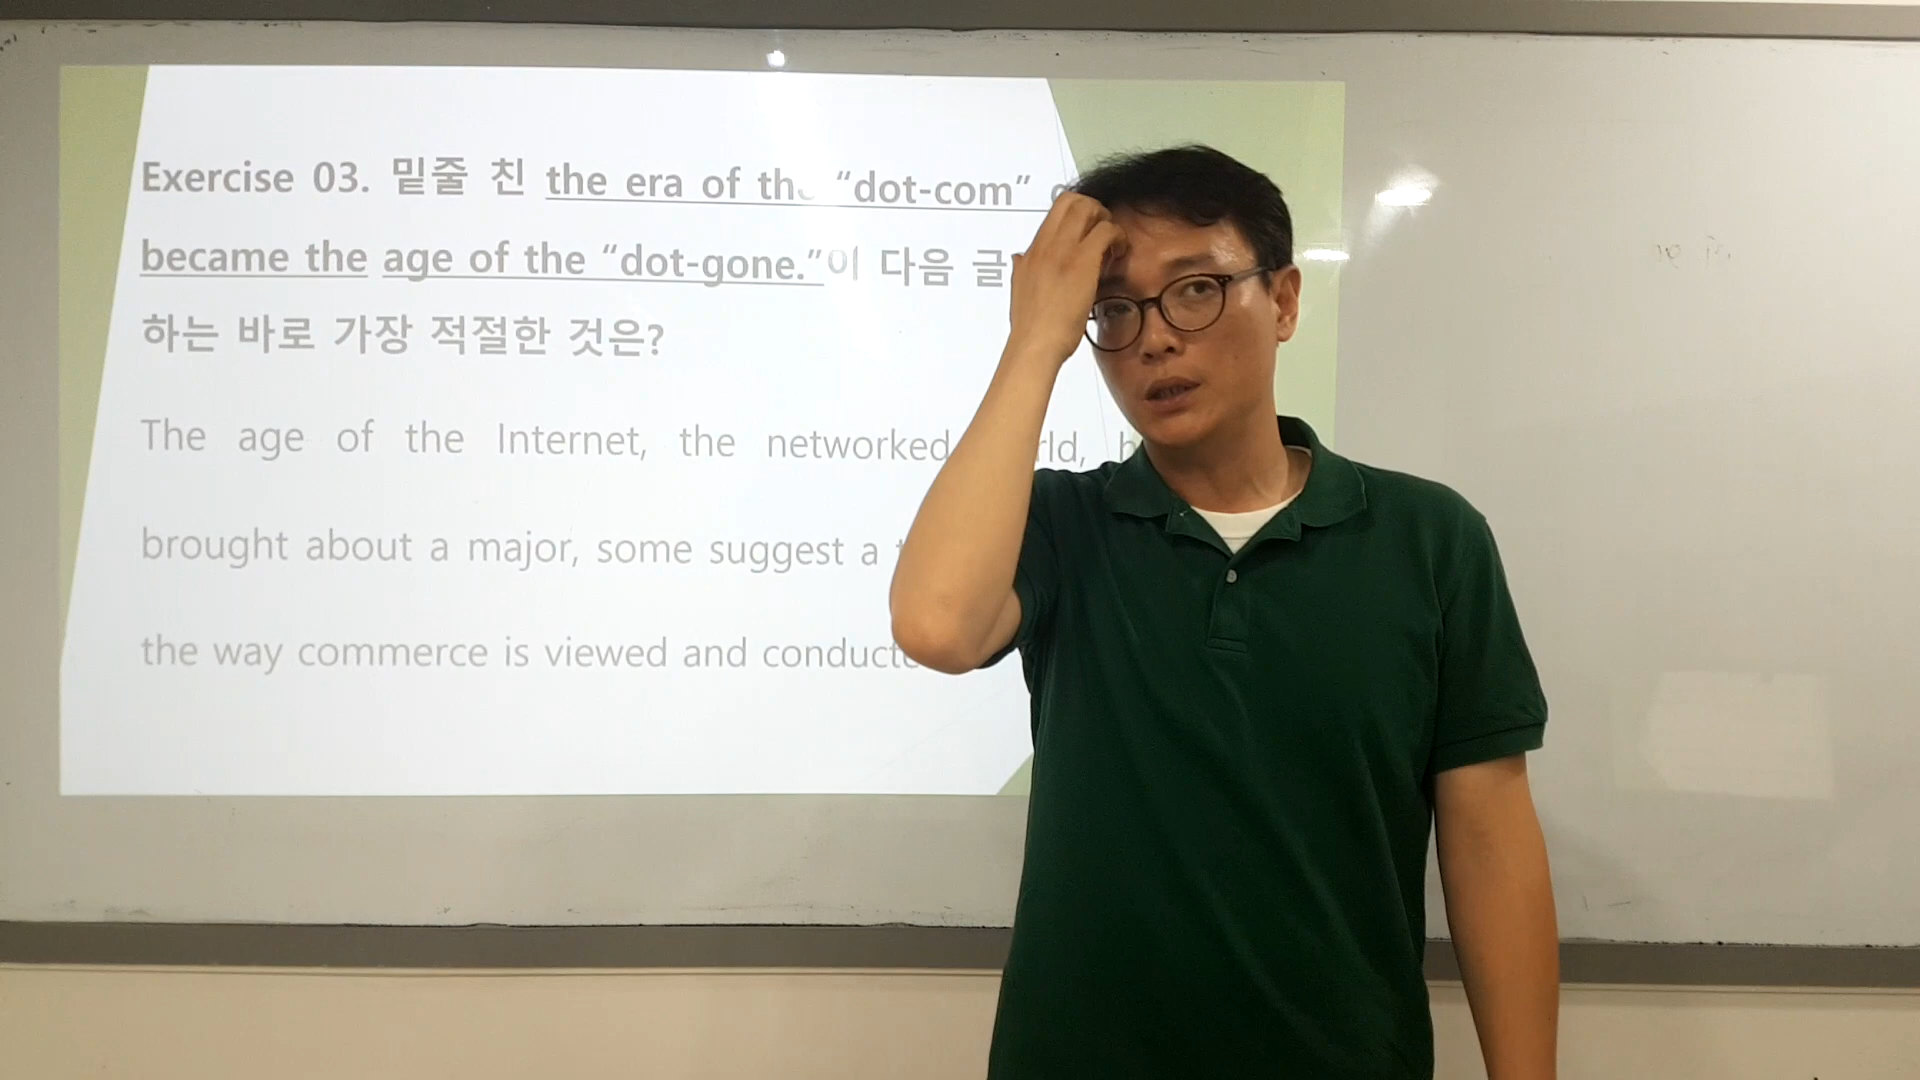 Exercise 03. 밑줄 친 the era of the “dot-com”
became the age of the “dot-gone.”이 다음 글
하는 바로 가장 적절한 것은?
The age of the Internet, the networked
brought about a major, some suggest a
the way commerce is viewed and